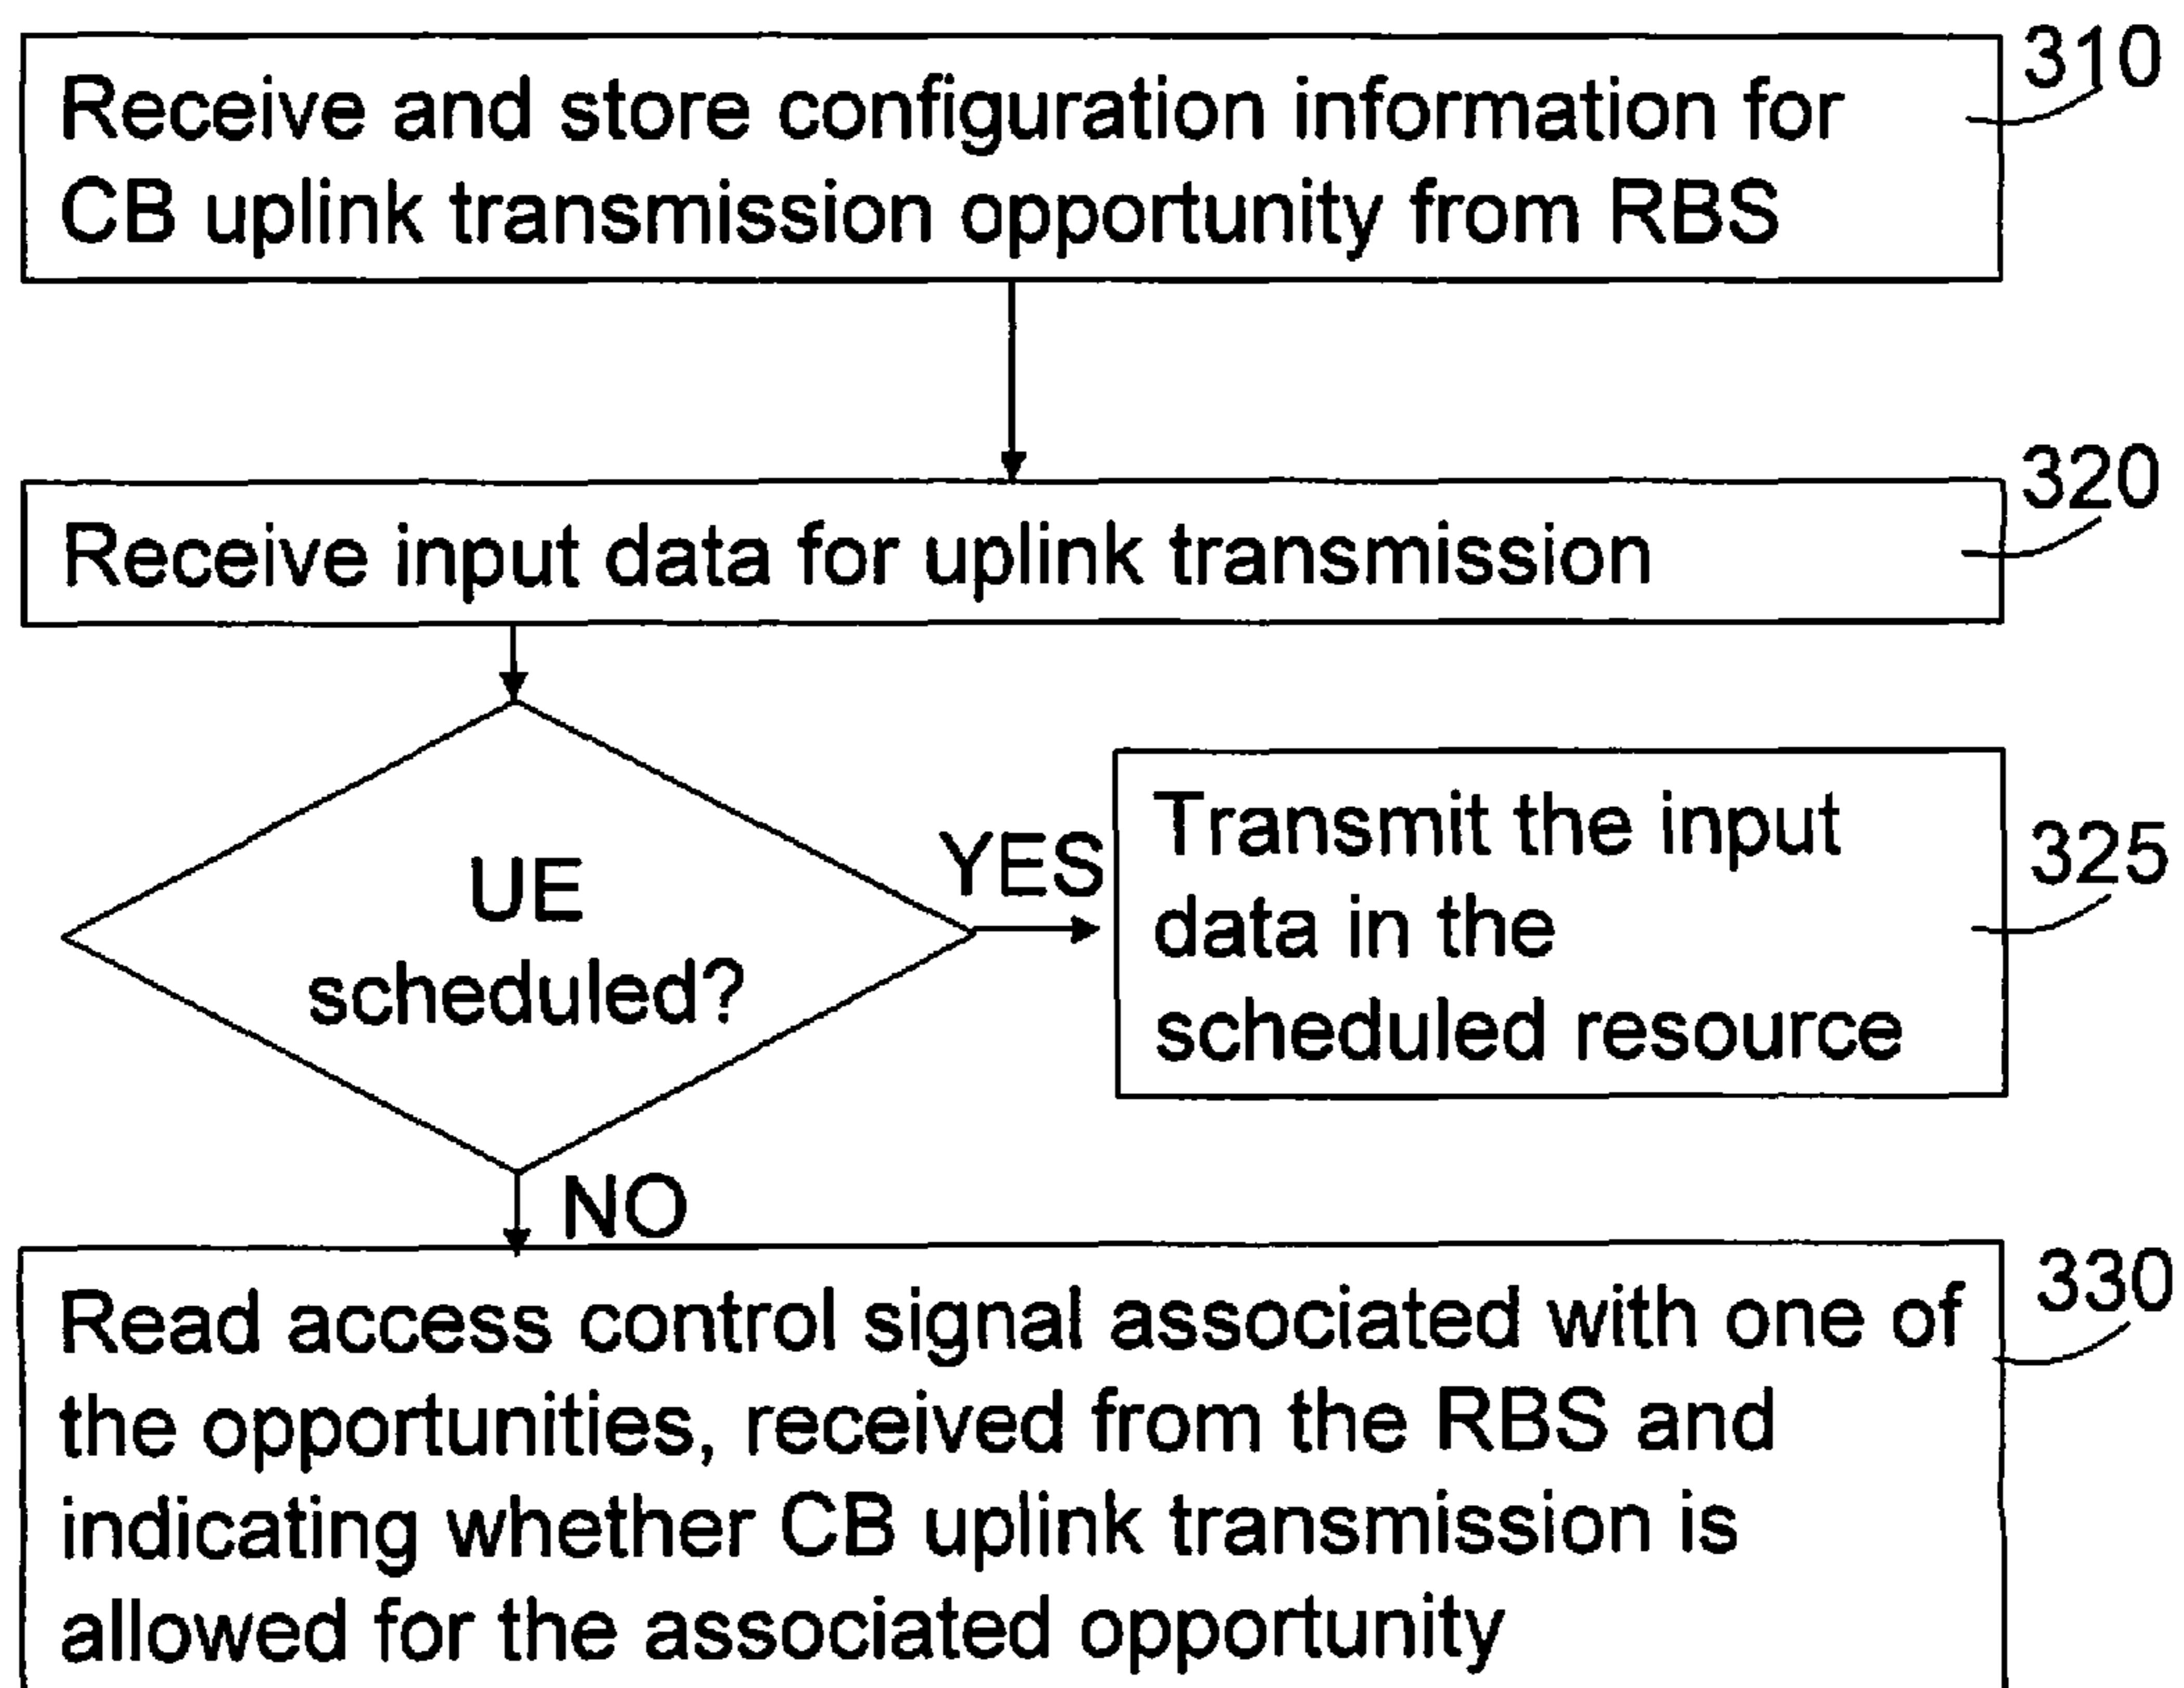 310
Receive and store configuration information for
CB uplink transmission opportunity from RBS
320
Receive input data for uplink transmission
UE
scheduled?
YES
Transmit the input
data in the
scheduled resource
325
NO
330
Read access control signal associated with one of
the opportunities, received from the RBS and
indicating whether CB uplink transmission is
allowed for the associated opportunity